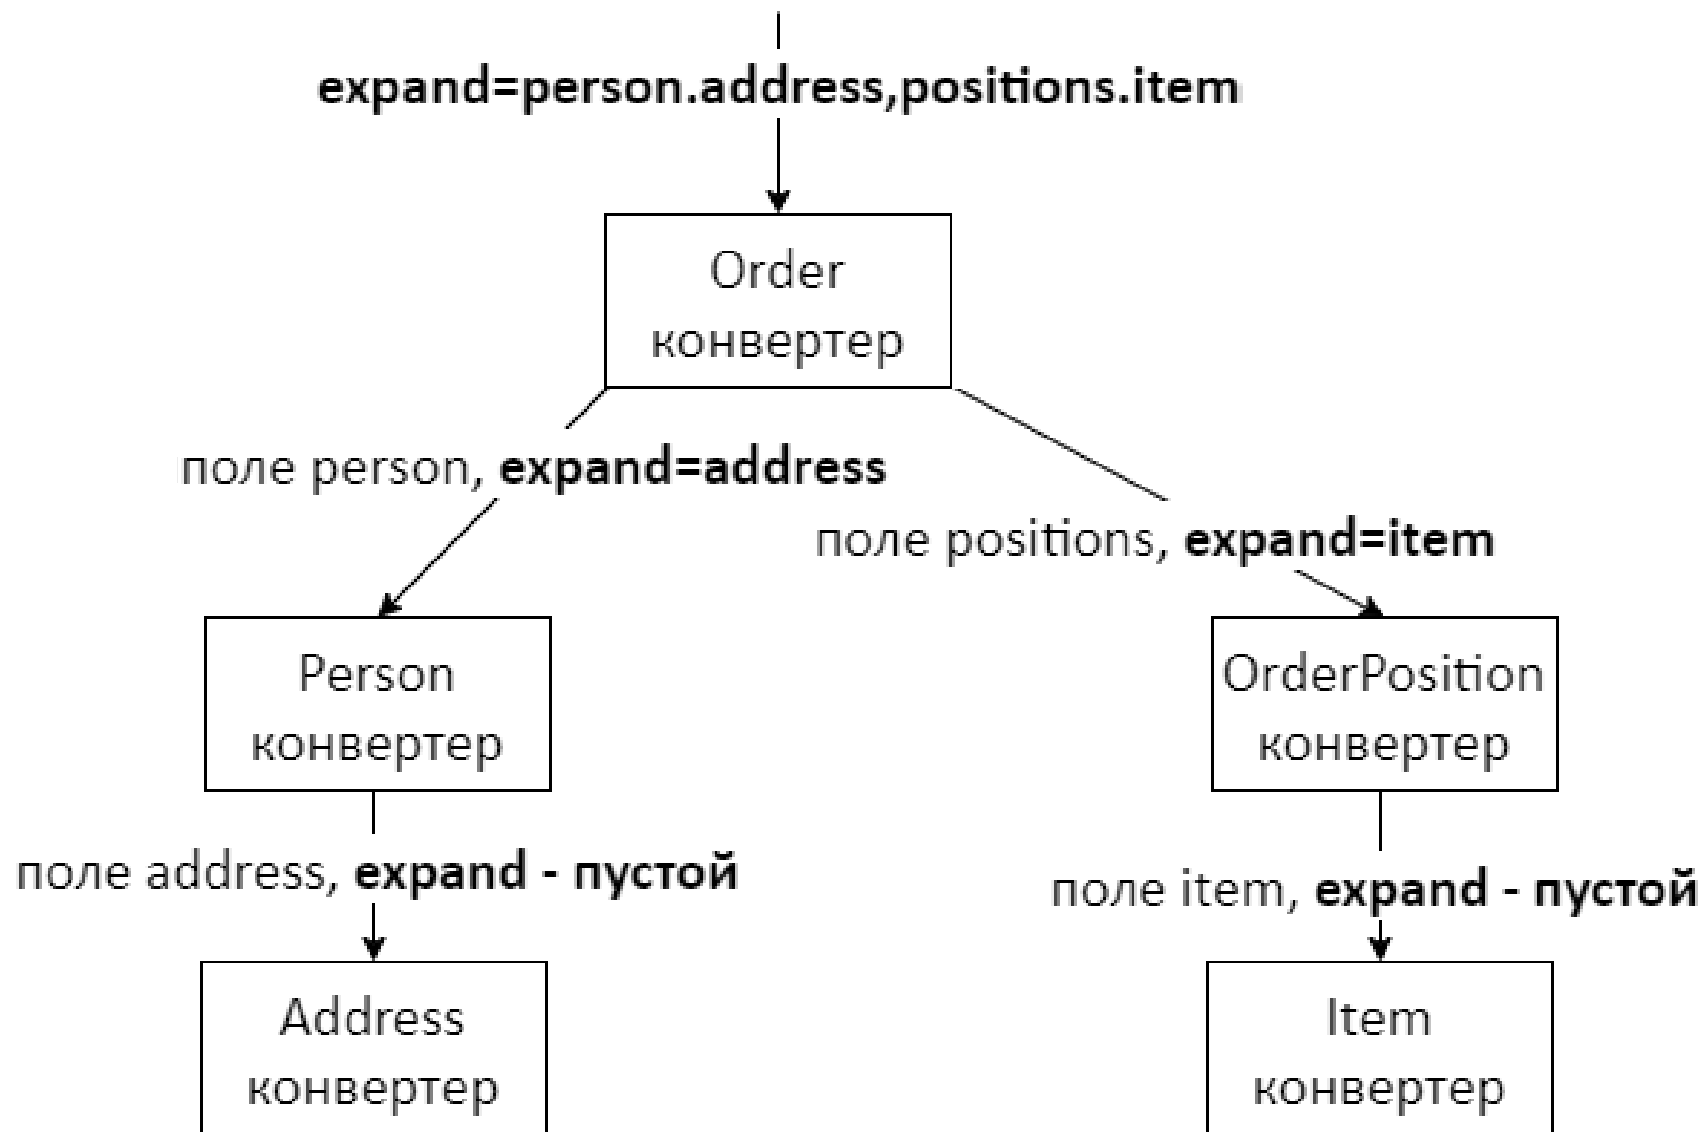 expand=person.address,positions.item
Order
конвертер
поле person, expand=address
поле positions, expand=item
Person
конвертер
OrderPosition
конвертер
поле address, expand - пустой
поле item, expand - пустой
Address
конвертер
Item
конвертер